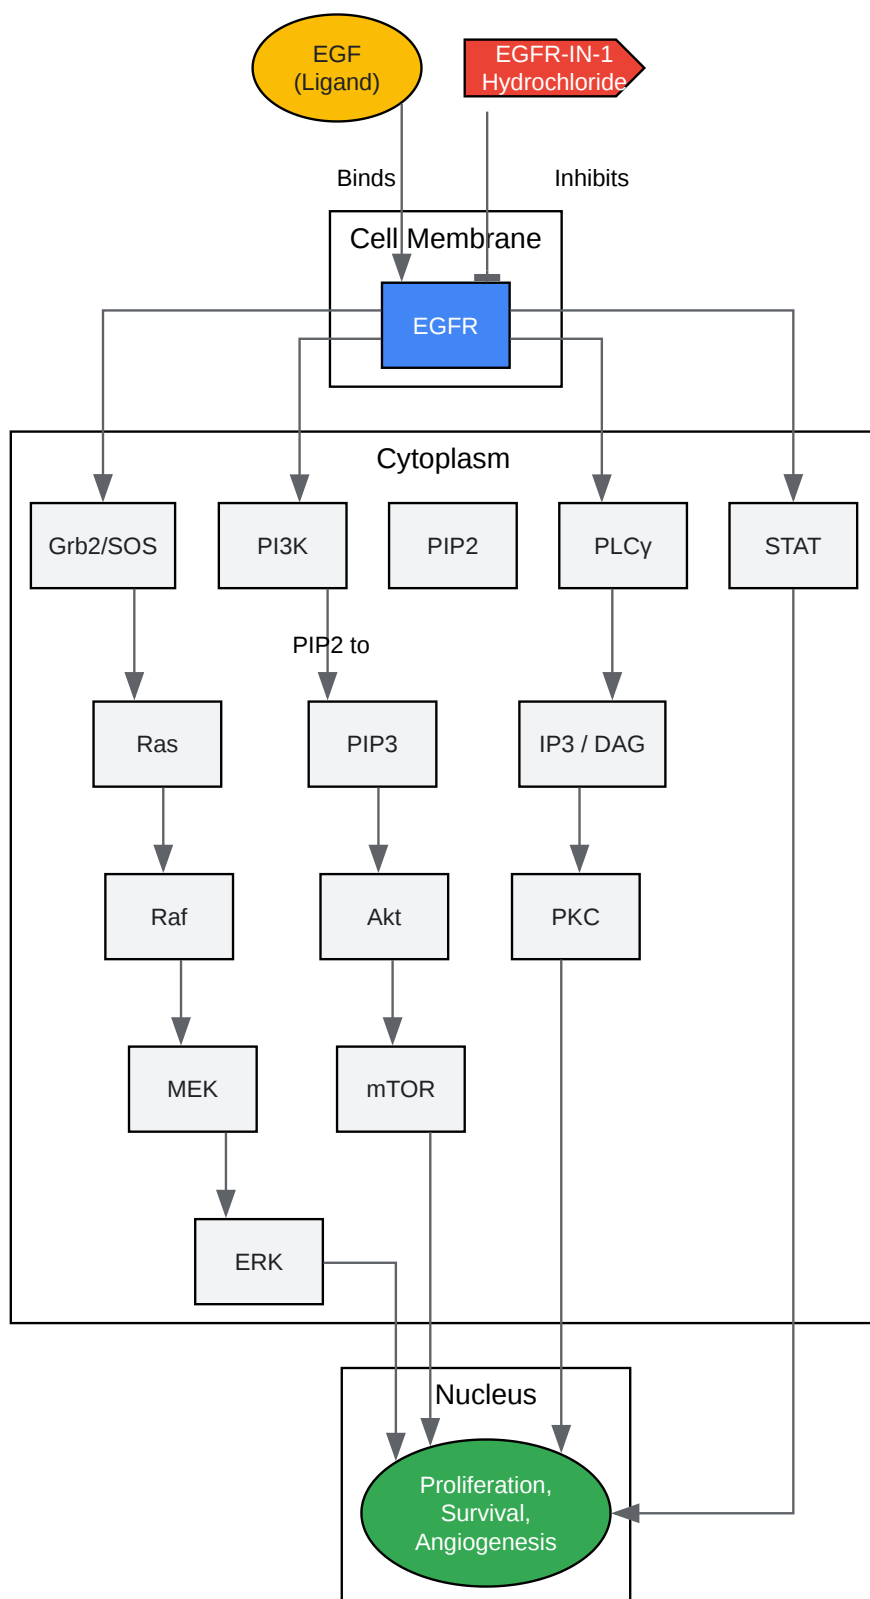 EGF
(Ligand)
EGFR-IN-1
Hydrochloride
Binds
Inhibits
Cell Membrane
EGFR
Cytoplasm
Grb2/SOS
PI3K
PIP2
PLCγ
STAT
PIP2 to
Ras
PIP3
IP3 / DAG
Raf
Akt
PKC
MEK
mTOR
ERK
Nucleus
Proliferation,
Survival,
Angiogenesis